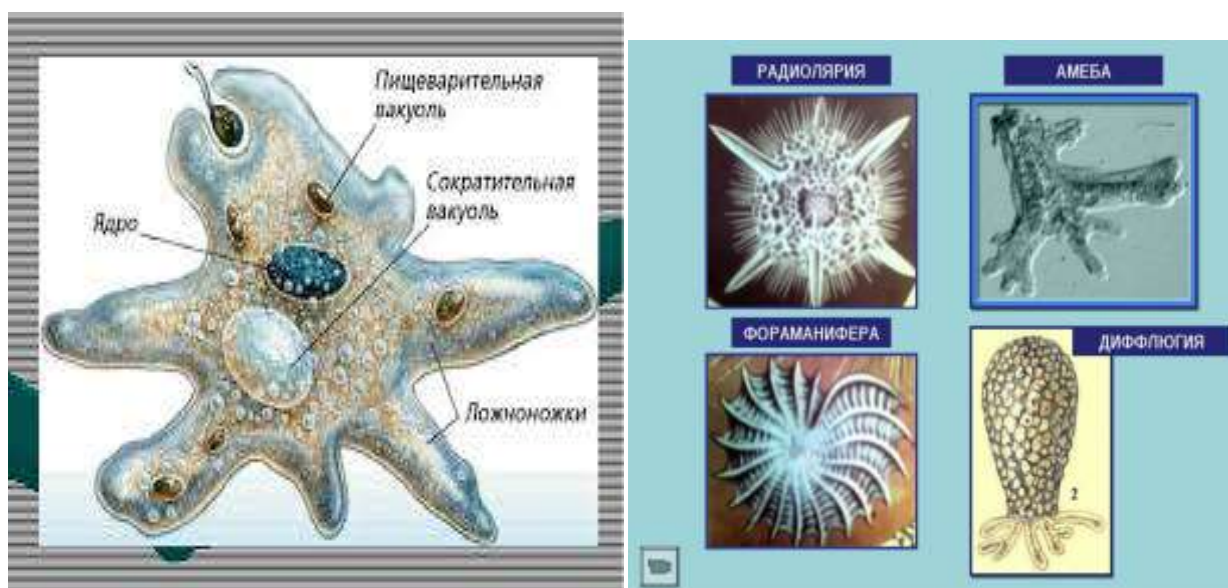 Пищеварительная
вакуоль
Сократительная
вакуоль
Ядро
Ложноножки
РАДИОЛЯРИЯ
АМЕБА
ФОРАМАНИФЕРА
ДИФФЛЮГИЯ
2